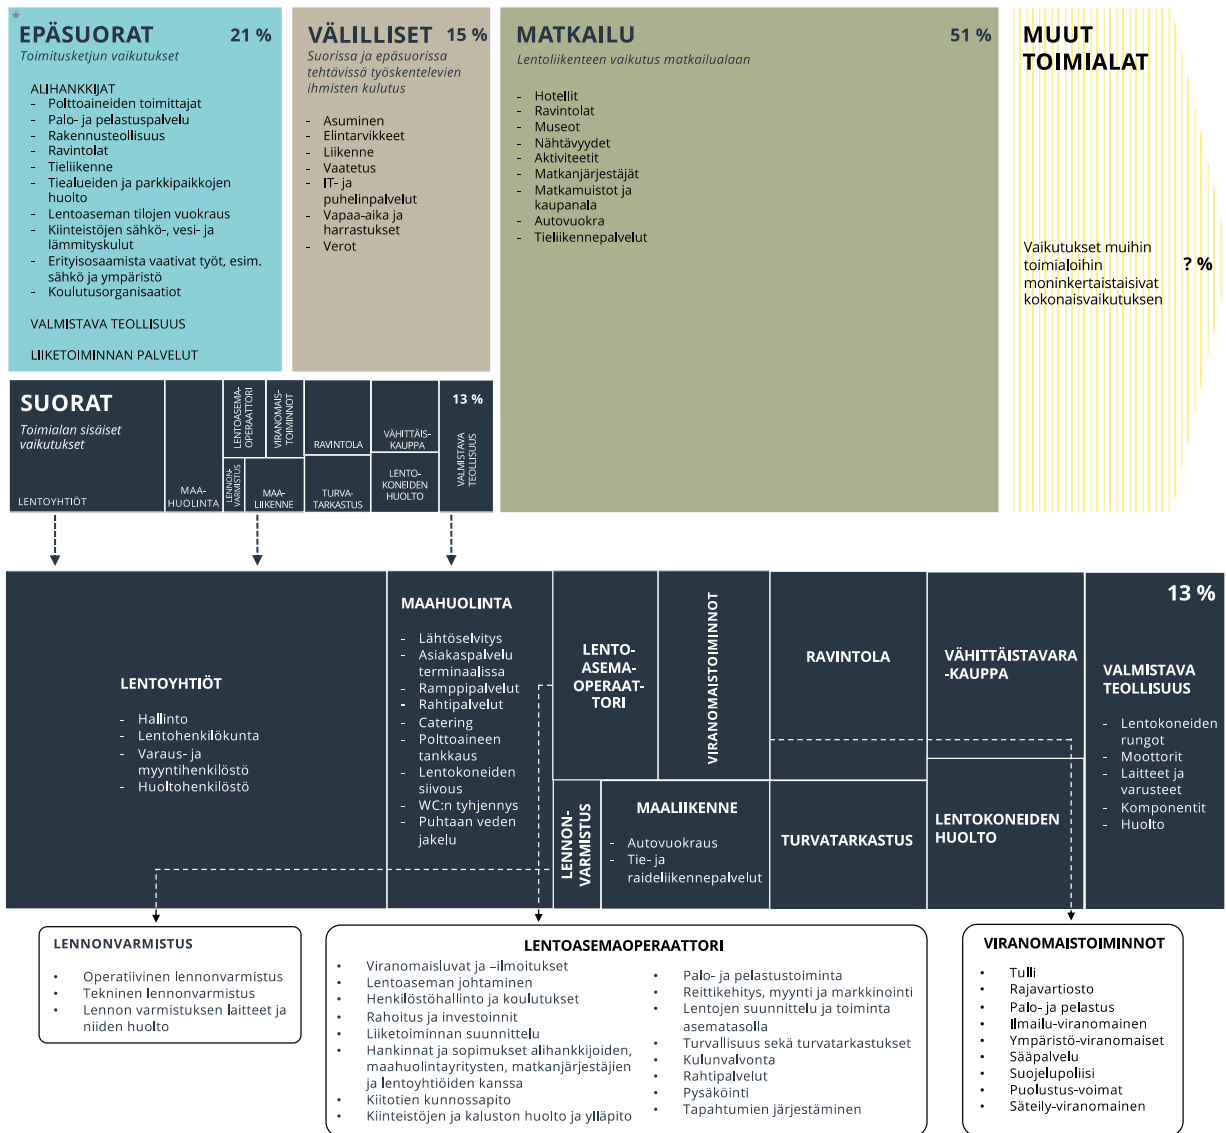 *
EPÄSUORAT 21 %
Toimitusketjun vaikutukset
ALIHANKKIJAT
- Polttoaineiden toimittajat
- Palo- ja pelastuspalvelu
- Rakennusteollisuus
- Ravintolat
- Tieliikenne
- Tiealueiden ja parkkipaikkojen
huolto
- Lentoaseman tilojen vuokraus
- Kiinteistöjen sähkö-, vesi- ja
lämmityskulut
- Erityisosaamista vaativat työt, esim.
sähkö ja ympäristö
- Koulutusorganisaatiot
VALMISTAVA TEOLLISUUS
LIIKETOIMINNAN PALVELUT
VÄLILLISET 15 %
Suorissa ja epäsuorissa
tehtävissä työskentelevien
ihmisten kulutus
- Asuminen
- Elintarvikkeet
- Liikenne
- Vaatetus
- IT- ja
puhelinpalvelut
- Vapaa-aika ja
harrastukset
- Verot
MATKAILU 51 %
Lentoliikenteen vaikutus matkailualaan
- Hotellit
- Ravintolat
- Museot
- Nähtävyydet
- Aktiviteetit
- Matkanjärjestäjät
- Matkamuistot ja
kaupanala
- Autovuokra
- Tieliikennepalvelut
MUUT
TOIMIALAT
Vaikutukset muihin
toimialoihin
moninkertaistaisivat
kokonaisvaikutuksen
? %
SUORAT
Toimialan sisäiset
vaikutukset
LENTOYHTIÖT
MAA-
HUOLINTA
LENTOASEMA-
OPERAATTORI
VIRANOMAIS-
TOIMINNOT
LENNON-
VARMISTUS
MAA-
LIIKENNE
RAVINTOLA
TURVA-
TARKASTUS
VÄHITTÄIS-
KAUPPA
LENTO-
KONEIDEN
HUOLTO
13 %
VALMISTAVA
TEOLLISUUS
LENTOYHTIÖT
- Hallinto
- Lentohenkilökunta
- Varaus- ja
myyntihenkilöstö
- Huoltohenkilöstö
MAAHUOLINTA
- Lähtöselvitys
- Asiakaspalvelu
terminaalissa
- Ramppipalvelut
- Rahtipalvelut
- Catering
- Polttoaineen
tankkaus
- Lentokoneiden
siivous
- WC:n tyhjennys
- Puhtaan veden
jakelu
LENTO-
ASEMA-
OPERAAT-
TORI
VIRANOMAISTOIMINNOT
LENNON-
VARMISTUS
MAALIIKENNE
- Autovuokraus
- Tie- ja
raideliikennepalvelut
RAVINTOLA
TURVATARKASTUS
VÄHITTÄISTAVARA
-KAUPPA
LENTOKONEIDEN
HUOLTO
13 %
VALMISTAVA
TEOLLISUUS
- Lentokoneiden
rungot
- Moottorit
- Laitteet ja
varusteet
- Komponentit
- Huolto
LENNONVARMISTUS
• Operatiivinen lennonvarmistus
• Tekninen lennonvarmistus
• Lennon varmistuksen laitteet ja
niiden huolto
LENTOASEMAOPERAATTORI
• Viranomaisluvat ja –ilmoitukset
• Lentoaseman johtaminen
• Henkilöstöhallinto ja koulutukset
• Rahoitus ja investoinnit
• Liiketoiminnan suunnittelu
• Hankinnat ja sopimukset alihankkijoiden,
maahuolintayritysten, matkanjärjestäjien
ja lentoyhtiöiden kanssa
• Kiitotien kunnossapito
• Kiinteistöjen ja kaluston huolto ja ylläpito
• Palo- ja pelastustoiminta
• Reittikehitys, myynti ja markkinointi
• Lentojen suunnittelu ja toiminta
asematasolla
• Turvallisuus sekä turvatarkastukset
• Kulunvalvonta
• Rahtipalvelut
• Pysäköinti
• Tapahtumien järjestäminen
VIRANOMAISTOIMINNOT
• Tulli
• Rajavartiosto
• Palo- ja pelastus
• Ilmailu-viranomainen
• Ympäristö-viranomaiset
• Sääpalvelu
• Suojelupoliisi
• Puolustus-voimat
• Säteily-viranomainen